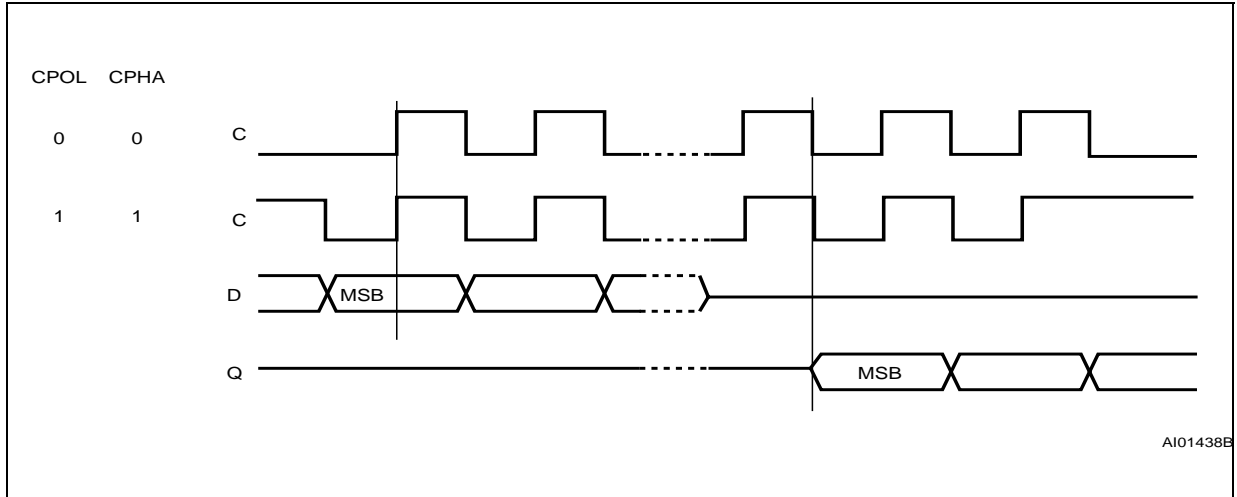 CPOL CPHA
0 0 C
1 1 C
D MSB
Q MSB
AI01438B